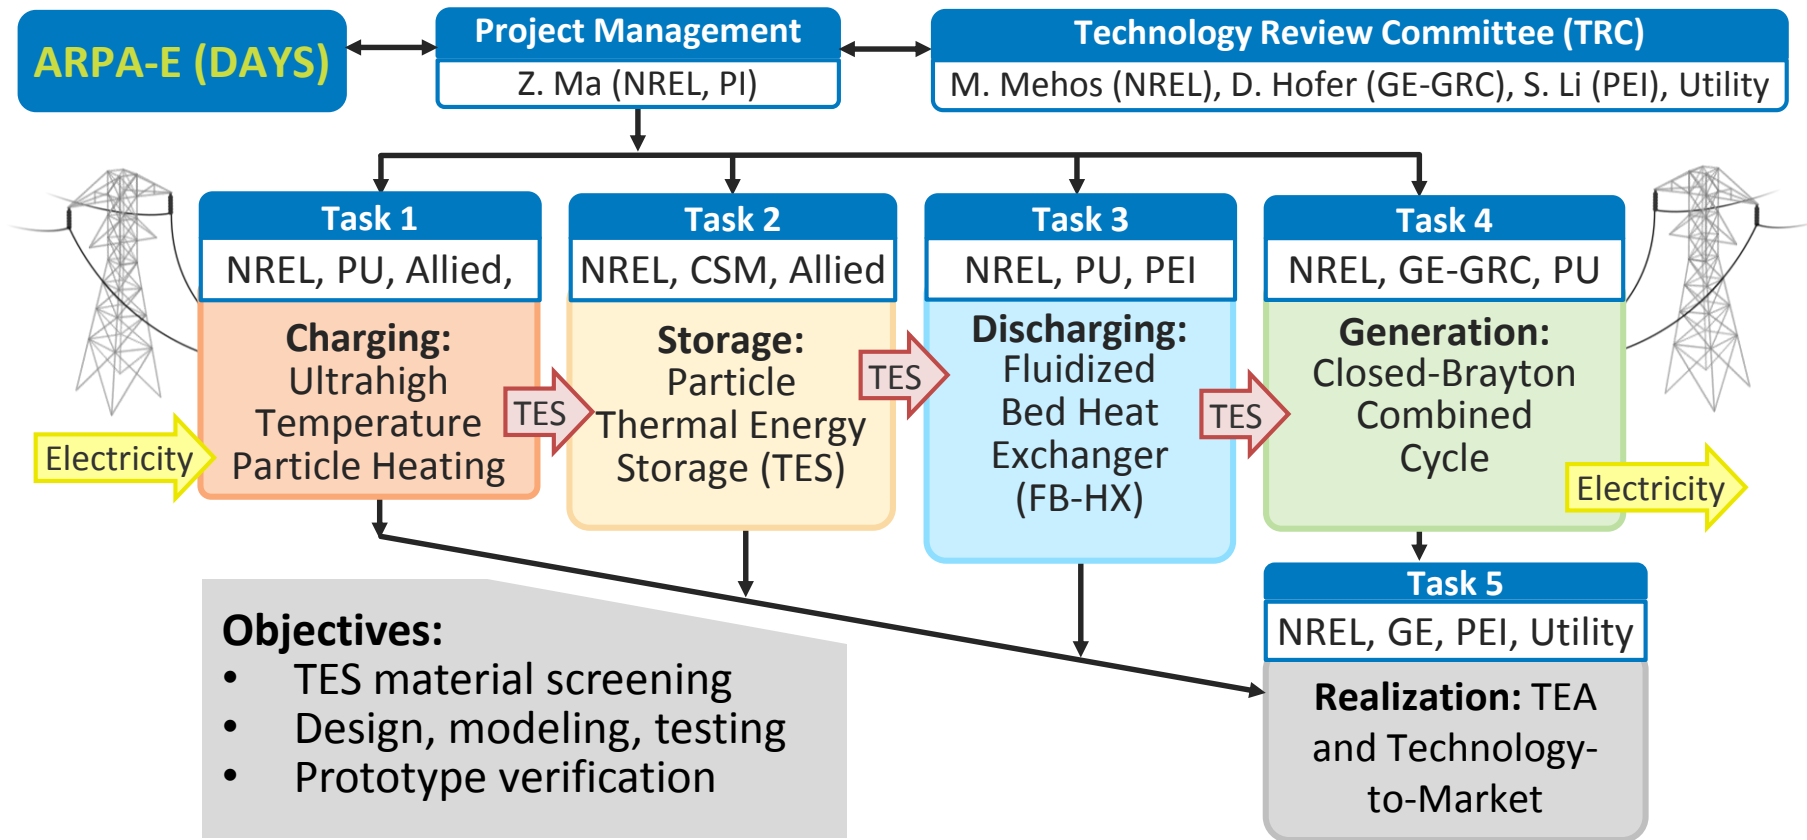 ARPA-E (DAYS)
Project Management
Z. Ma (NREL, PI)
Technology Review Committee (TRC)
M. Mehos (NREL), D. Hofer (GE-GRC), S. Li (PEI), Utility
Task 1
NREL, PU, Allied,
Charging:
Ultrahigh
Temperature
Particle Heating
Electricity
TES
Task 2
NREL, CSM, Allied
Storage:
Particle
Thermal Energy
Storage (TES)
TES
Task 3
NREL, PU, PEI
Discharging:
Fluidized
Bed Heat
Exchanger
(FB-HX)
TES
Task 4
NREL, GE-GRC, PU
Generation:
Closed-Brayton
Combined
Cycle
Electricity
Objectives:
• TES material screening
• Design, modeling, testing
• Prototype verification
Task 5
NREL, GE, PEI, Utility
Realization: TEA
and Technology-
to-Market